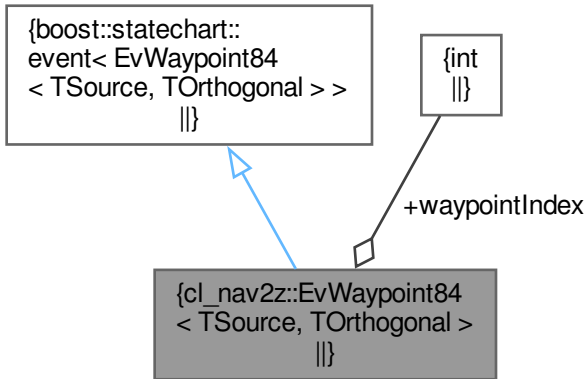 {boost::statechart::
event< EvWaypoint84
< TSource, TOrthogonal > >
||}
{int
||}
+waypointIndex
{cl_nav2z::EvWaypoint84
< TSource, TOrthogonal >
||}